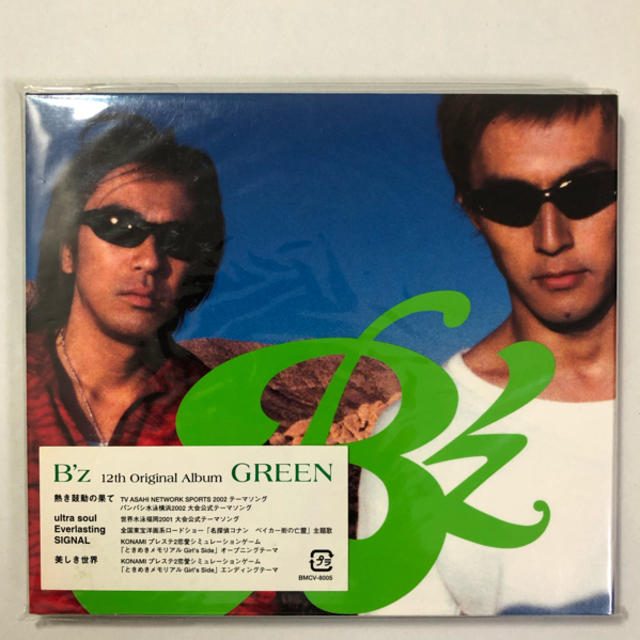 B'z
B'z 12th Original Album GREEN
熱き鼓動の果て TV ASAHI NETWORK SPORTS 2002 テーマソング
パンパシ水泳横浜2002 大会公式テーマソング
ultra soul 世界水泳福岡2001 大会公式テーマソング
Everlasting 全国東宝洋画系ロードショー「名探偵コナン ベイカー街の亡霊」主題歌
SIGNAL KONAMI プレステ2恋愛シミュレーションゲーム
「ときめきメモリアル Girl's Side」オープニングテーマ
美しき世界 KONAMI プレステ2恋愛シミュレーションゲーム
「ときめきメモリアル Girl's Side」エンディングテーマ
プラ
BMCV-8005